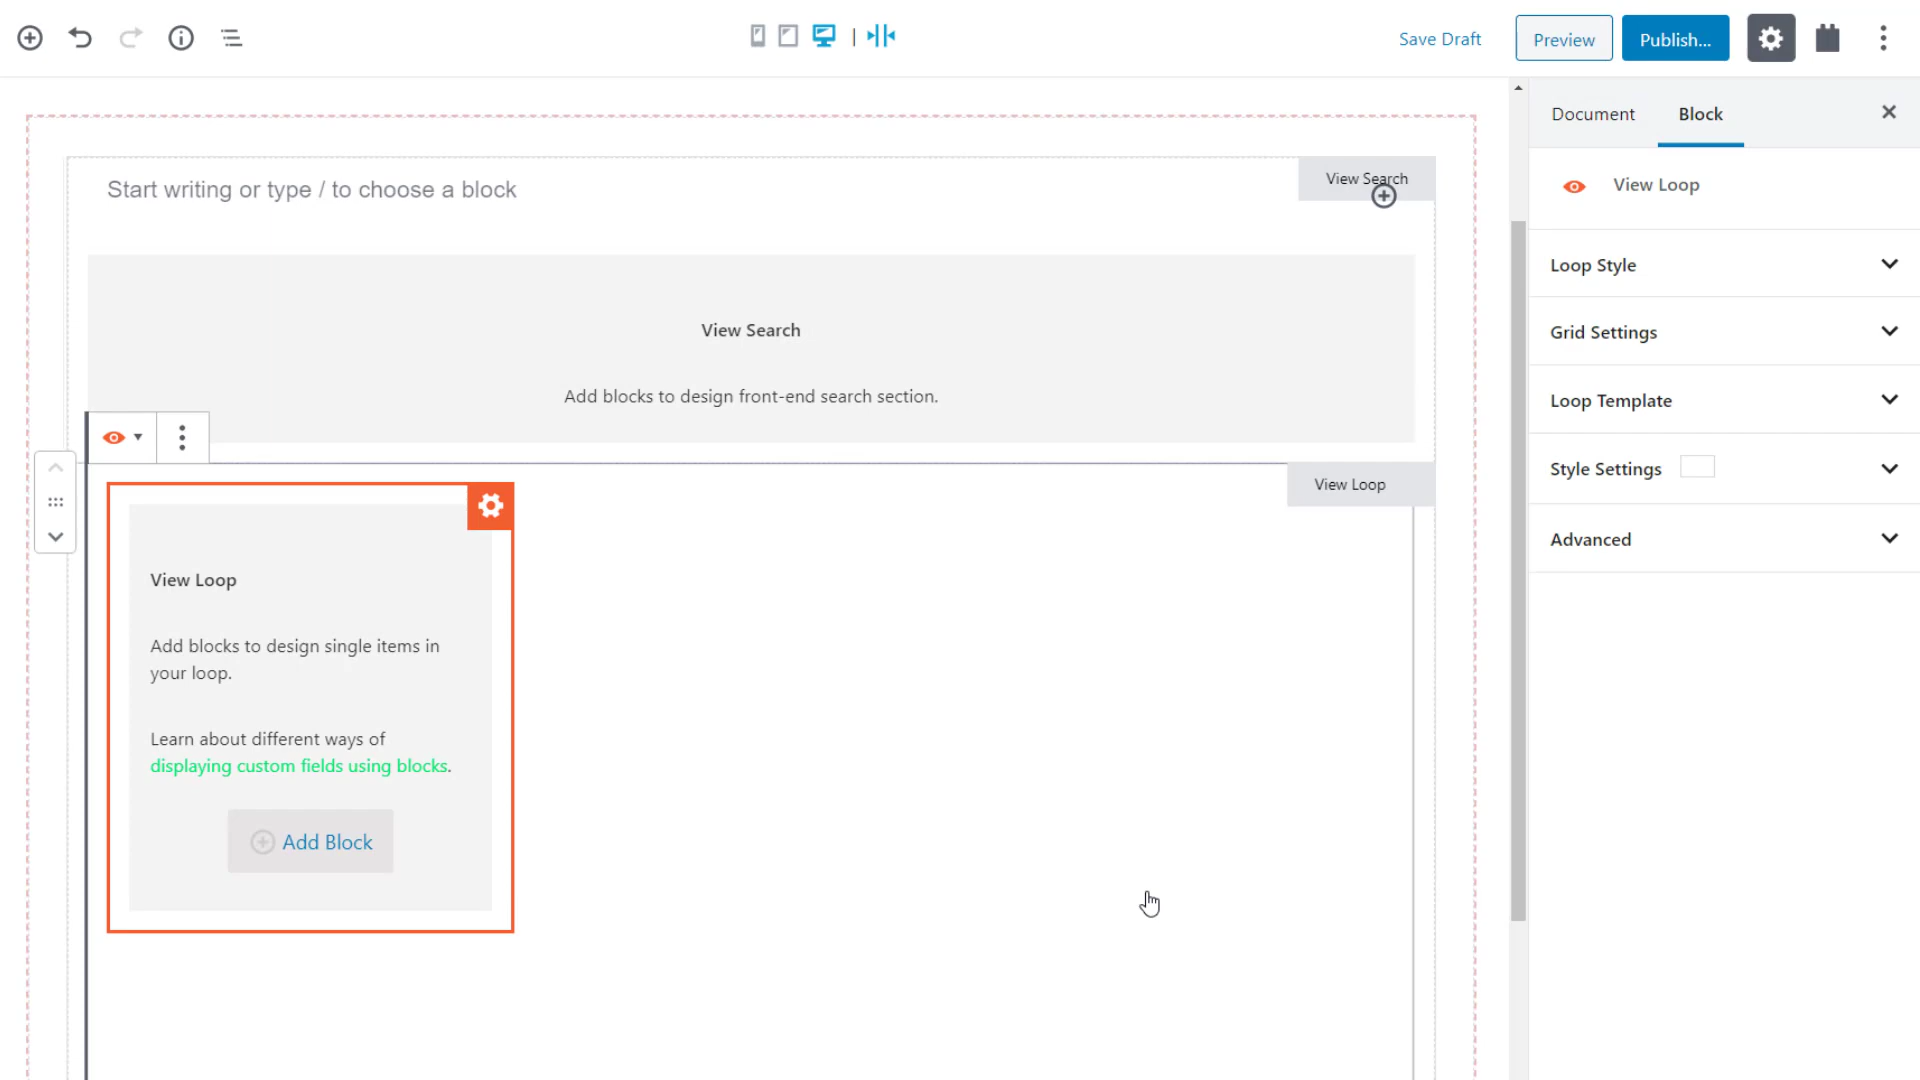 Save Draft
Preview
Publish...
Document
Block
Start writing or type / to choose a block
View Search
View Loop
Loop Style
View Search
Grid Settings
Add blocks to design front-end search section.
Loop Template
Style Settings
View Loop
Advanced
View Loop
Add blocks to design single items in
your loop.
Learn about different ways of
displaying custom fields using blocks.
Add Block